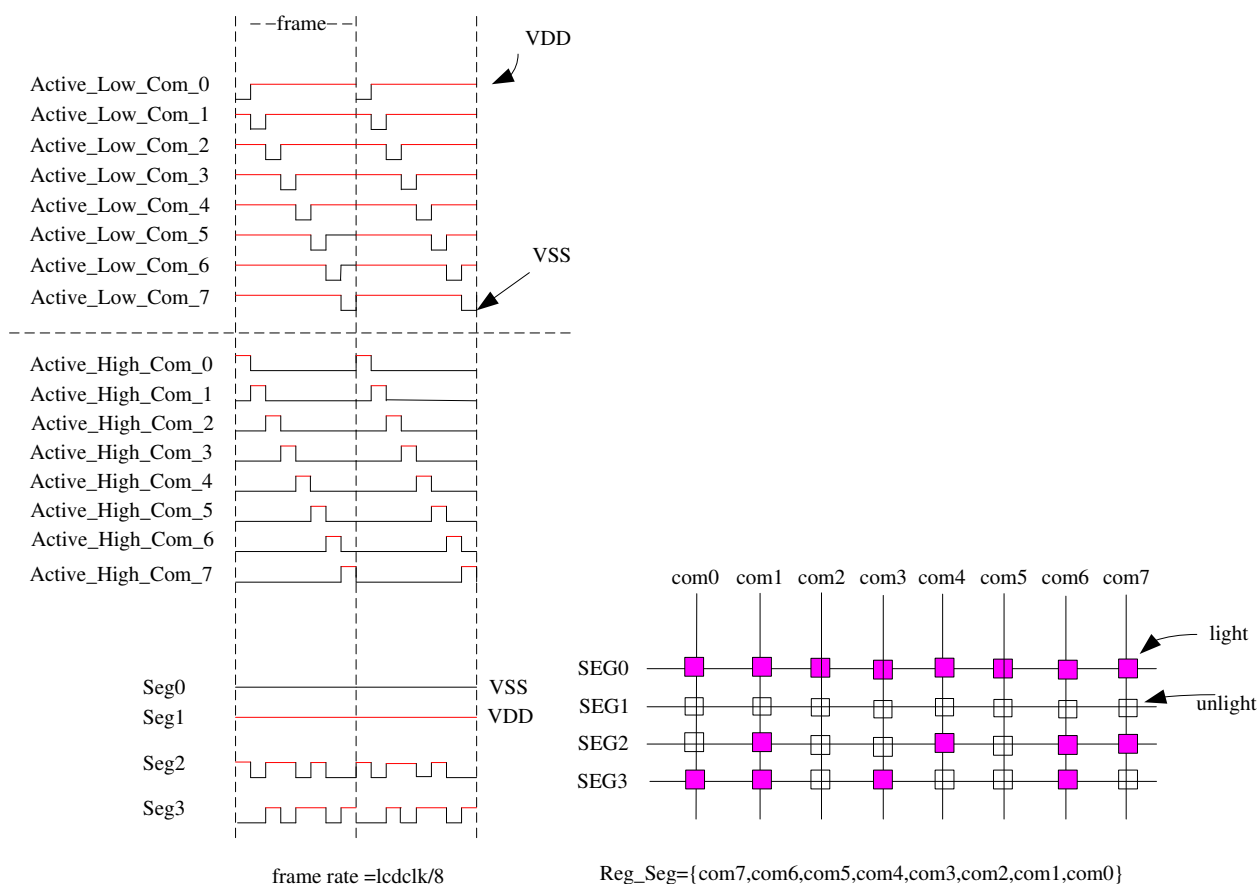 frame
VDD
Active_Low_Com_0
Active_Low_Com_1
Active_Low_Com_2
Active_Low_Com_3
Active_Low_Com_4
Active_Low_Com_5
Active_Low_Com_6
VSS
Active_Low_Com_7
Active_High_Com_0
Active_High_Com_1
Active_High_Com_2
Active_High_Com_3
Active_High_Com_4
Active_High_Com_5
Active_High_Com_6
Active_High_Com_7
Seg0 VSS
Seg1 VDD
Seg2
Seg3
frame rate =lcdclk/8
com0 com1 com2 com3 com4 com5 com6 com7
light
SEG0
SEG1
unlight
SEG2
SEG3
Reg_Seg={com7,com6,com5,com4,com3,com2,com1,com0}